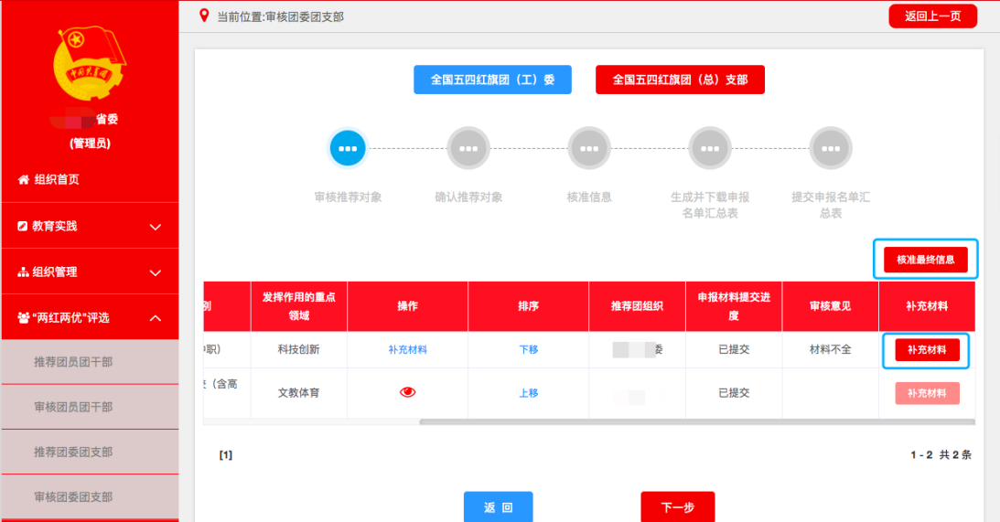 当前位置:审核团委团支部
返回上一页
中国共青团
省委
(管理员)
组织首页
教育实践
组织管理
“两红两优”评选
推荐团员团干部
审核团员团干部
推荐团委团支部
审核团委团支部
全国五四红旗团（工）委
全国五四红旗团（总）支部
审核推荐对象
确认推荐对象
核准信息
生成并下载申报
名单汇总表
提交申报名单汇
总表
核准最终信息
别 发挥作用的重点 操作 排序 推荐团组织 申报材料提交进 审核意见 补充材料
领域 度
职） 科技创新 补充材料 下移 委 已提交 材料不全 补充材料
（含高 文教体育 上移 已提交 补充材料
[1]
1 - 2 共 2 条
返 回
下一步